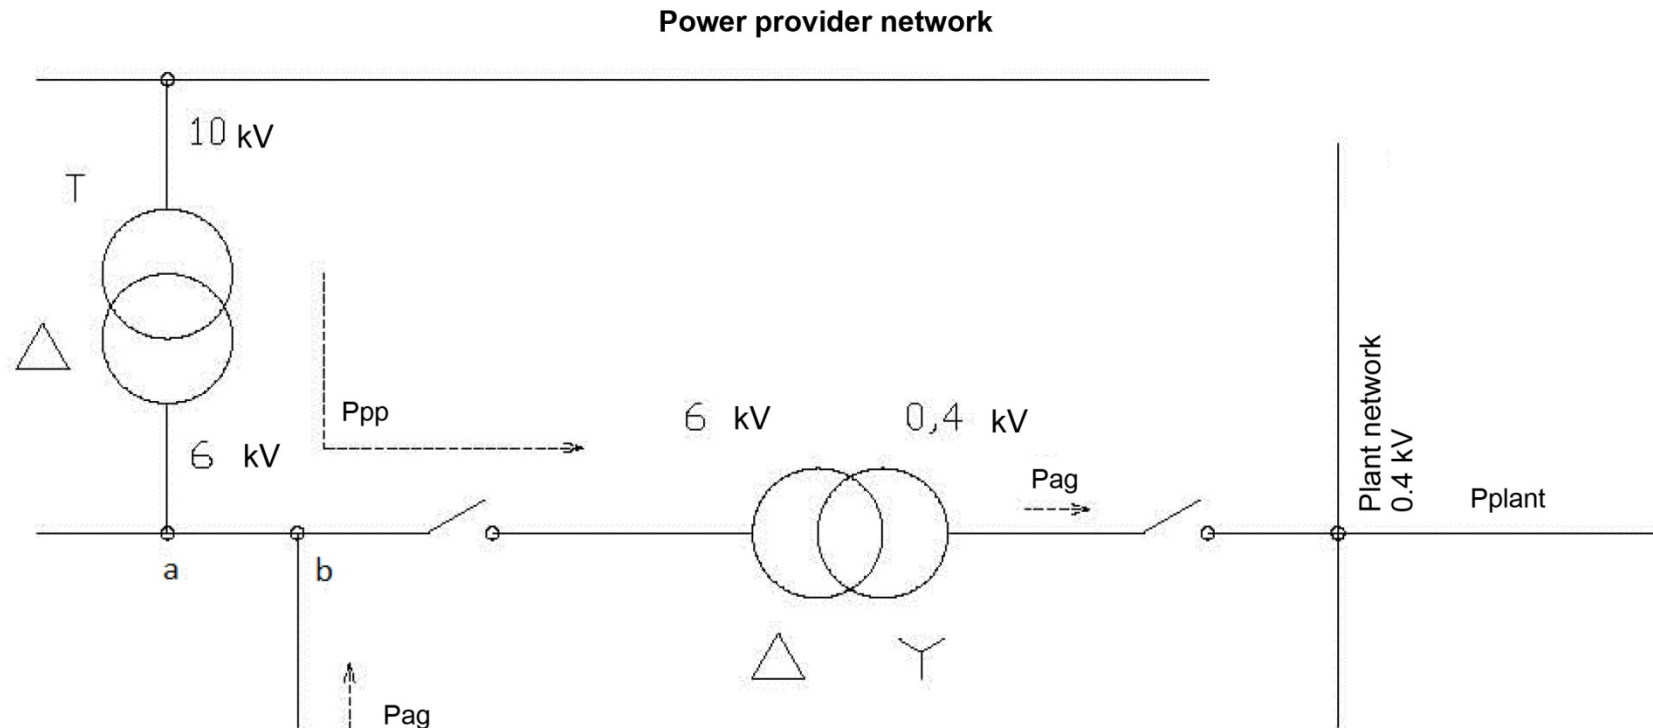 Power provider network
10 kV
T
Ppp
6 kV
6 kV
0,4 kV
Pag
Plant network
0.4 kV
Pplant
a
b
Pag